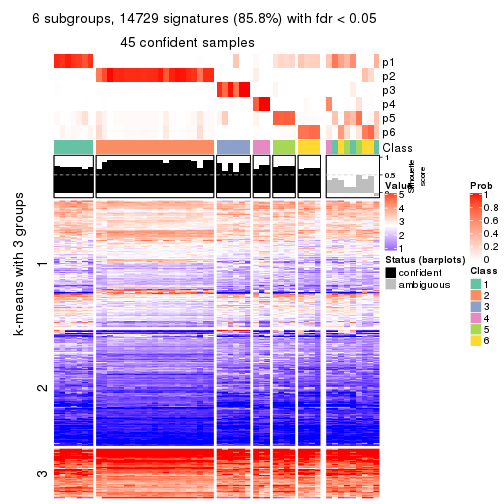 6 subgroups, 14729 signatures (85.8%) with fdr < 0.05
45 confident samples
p1
p2
p3
p4
p5
p6
Class
1
0.5
0
Silhouette
score
k-means with 3 groups
1
2
3
Value
5
4
3
2
1
Status (barplots)
confident
ambiguous
Prob
1
0.8
0.6
0.4
0.2
0
Class
1
2
3
4
5
6